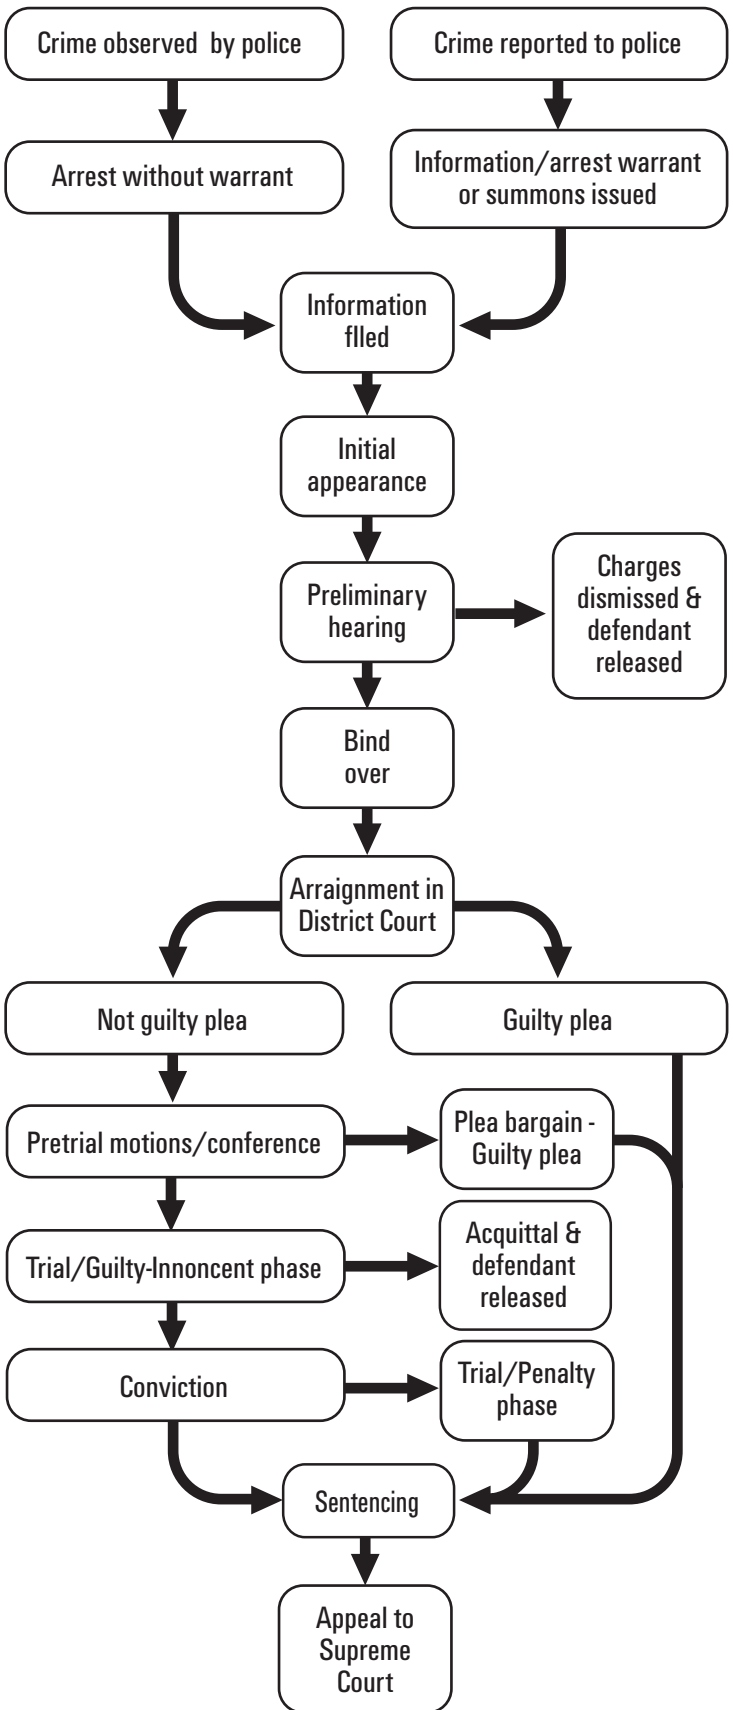 Crime observed by police
Crime reported to police
Arrest without warrant
Information/arrest warrant
or summons issued
Information
flled
Initial
appearance
Preliminary
hearing
Charges
dismissed &
defendant
released
Bind
over
Arraignment in
District Court
Not guilty plea
Guilty plea
Pretrial motions/conference
Plea bargain -
Guilty plea
Trial/Guilty-Innoncent phase
Acquittal &
defendant
released
Conviction
Trial/Penalty
phase
Sentencing
Appeal to
Supreme
Court